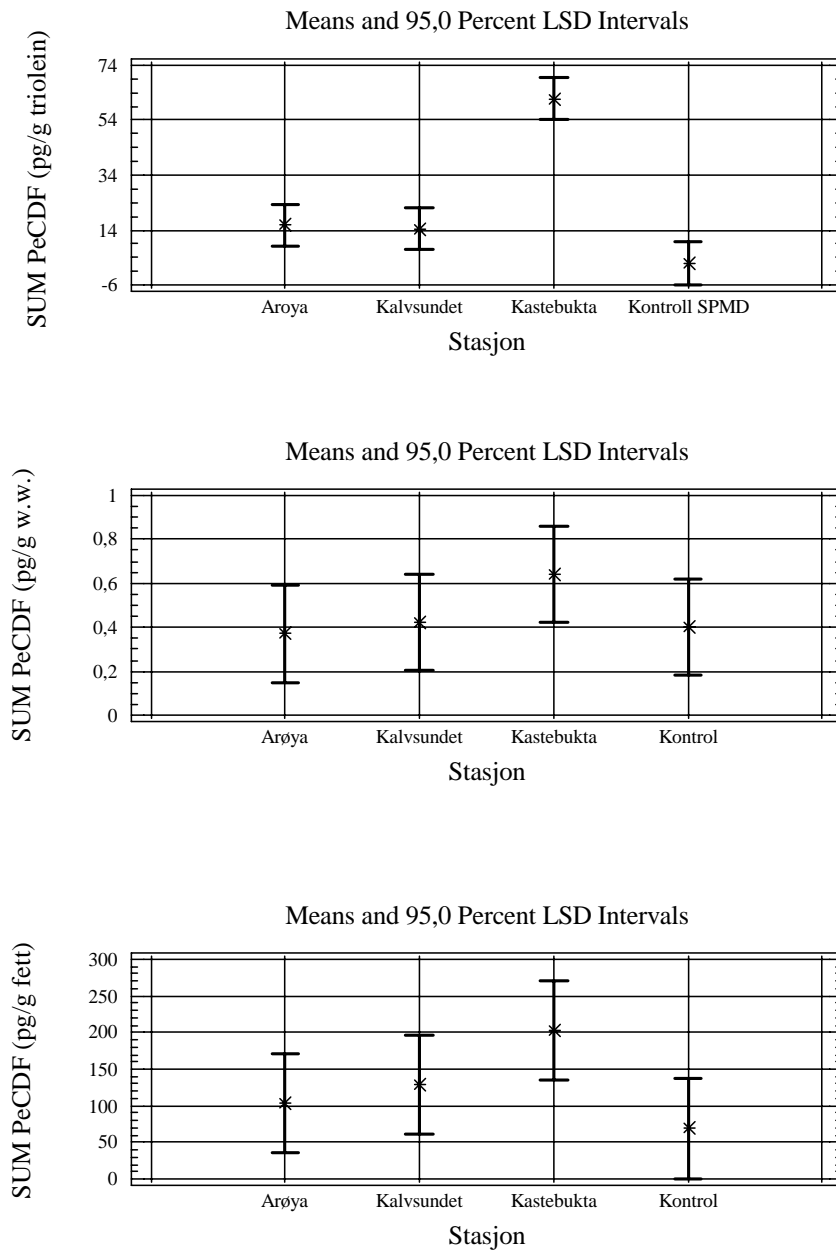 Means and 95,0 Percent LSD Intervals
SUM PeCDF (pg/g triolein)
74
54
34
14
-6
Aroya Kalvsundet Kastebukta Kontroll SPMD
Stasjon
Means and 95,0 Percent LSD Intervals
SUM PeCDF (pg/g w.w.)
1
0,8
0,6
0,4
0,2
0
Arøya Kalvsundet Kastebukta Kontrol
Stasjon
Means and 95,0 Percent LSD Intervals
SUM PeCDF (pg/g fett)
300
250
200
150
100
50
0
Arøya Kalvsundet Kastebukta Kontrol
Stasjon